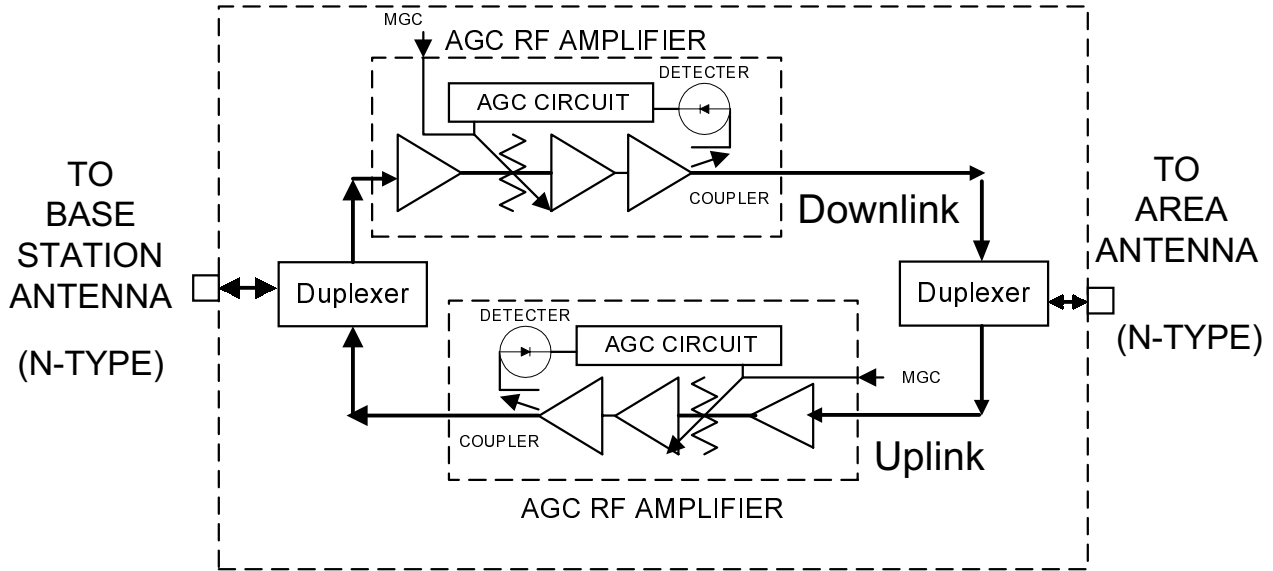 MGC
AGC RF AMPLIFIER
DETECTER
AGC CIRCUIT
COUPLER
Downlink
TO
BASE
STATION
ANTENNA
(N-TYPE)
TO
AREA
ANTENNA
(N-TYPE)
Duplexer
Duplexer
DETECTER
AGC CIRCUIT
MGC
COUPLER
Uplink
AGC RF AMPLIFIER